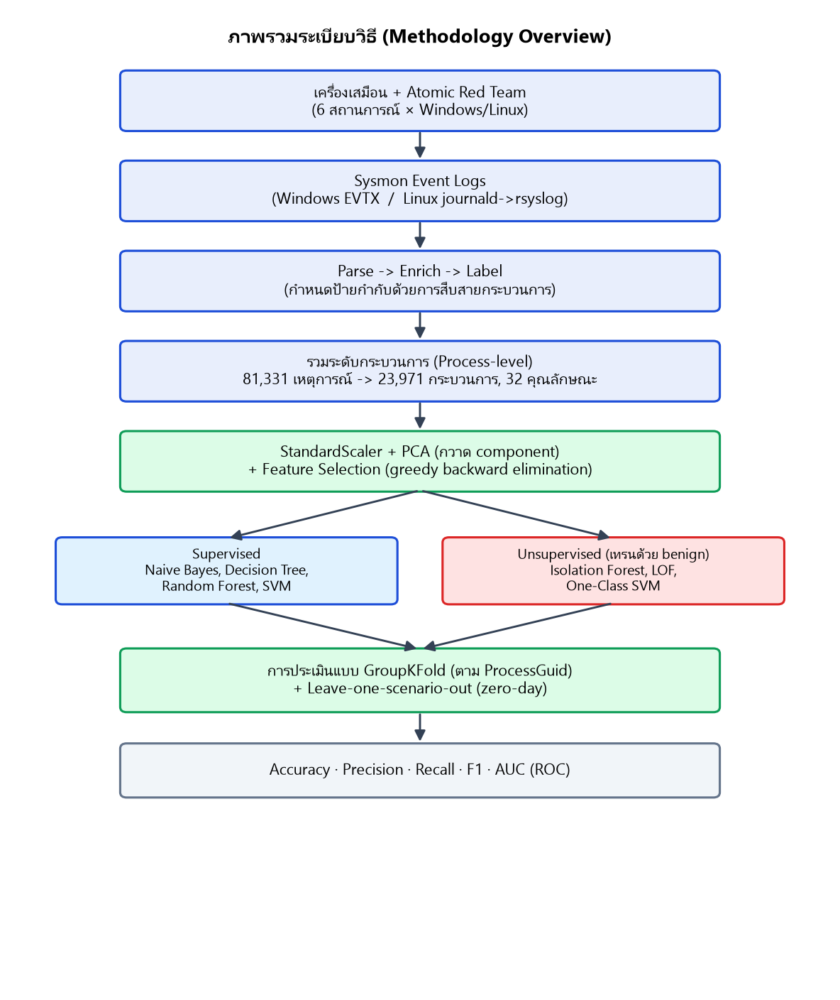 ภาพรวมระเบียบวิธี (Methodology Overview)
เครื่องเสมือน + Atomic Red Team
(6 สถานการณ์ × Windows/Linux)
Sysmon Event Logs
(Windows EVTX / Linux journald->rsyslog)
Parse -> Enrich -> Label
(กำหนดป้ายกำกับด้วยการสืบสายกระบวนการ)
รวมระดับกระบวนการ (Process-level)
81,331 เหตุการณ์ -> 23,971 กระบวนการ, 32 คุณลักษณะ
StandardScaler + PCA (กวาด component)
+ Feature Selection (greedy backward elimination)
Supervised
Naive Bayes, Decision Tree,
Random Forest, SVM
Unsupervised (เทรนด้วย benign)
Isolation Forest, LOF,
One-Class SVM
การประเมินแบบ GroupKFold (ตาม ProcessGuid)
+ Leave-one-scenario-out (zero-day)
Accuracy · Precision · Recall · F1 · AUC (ROC)